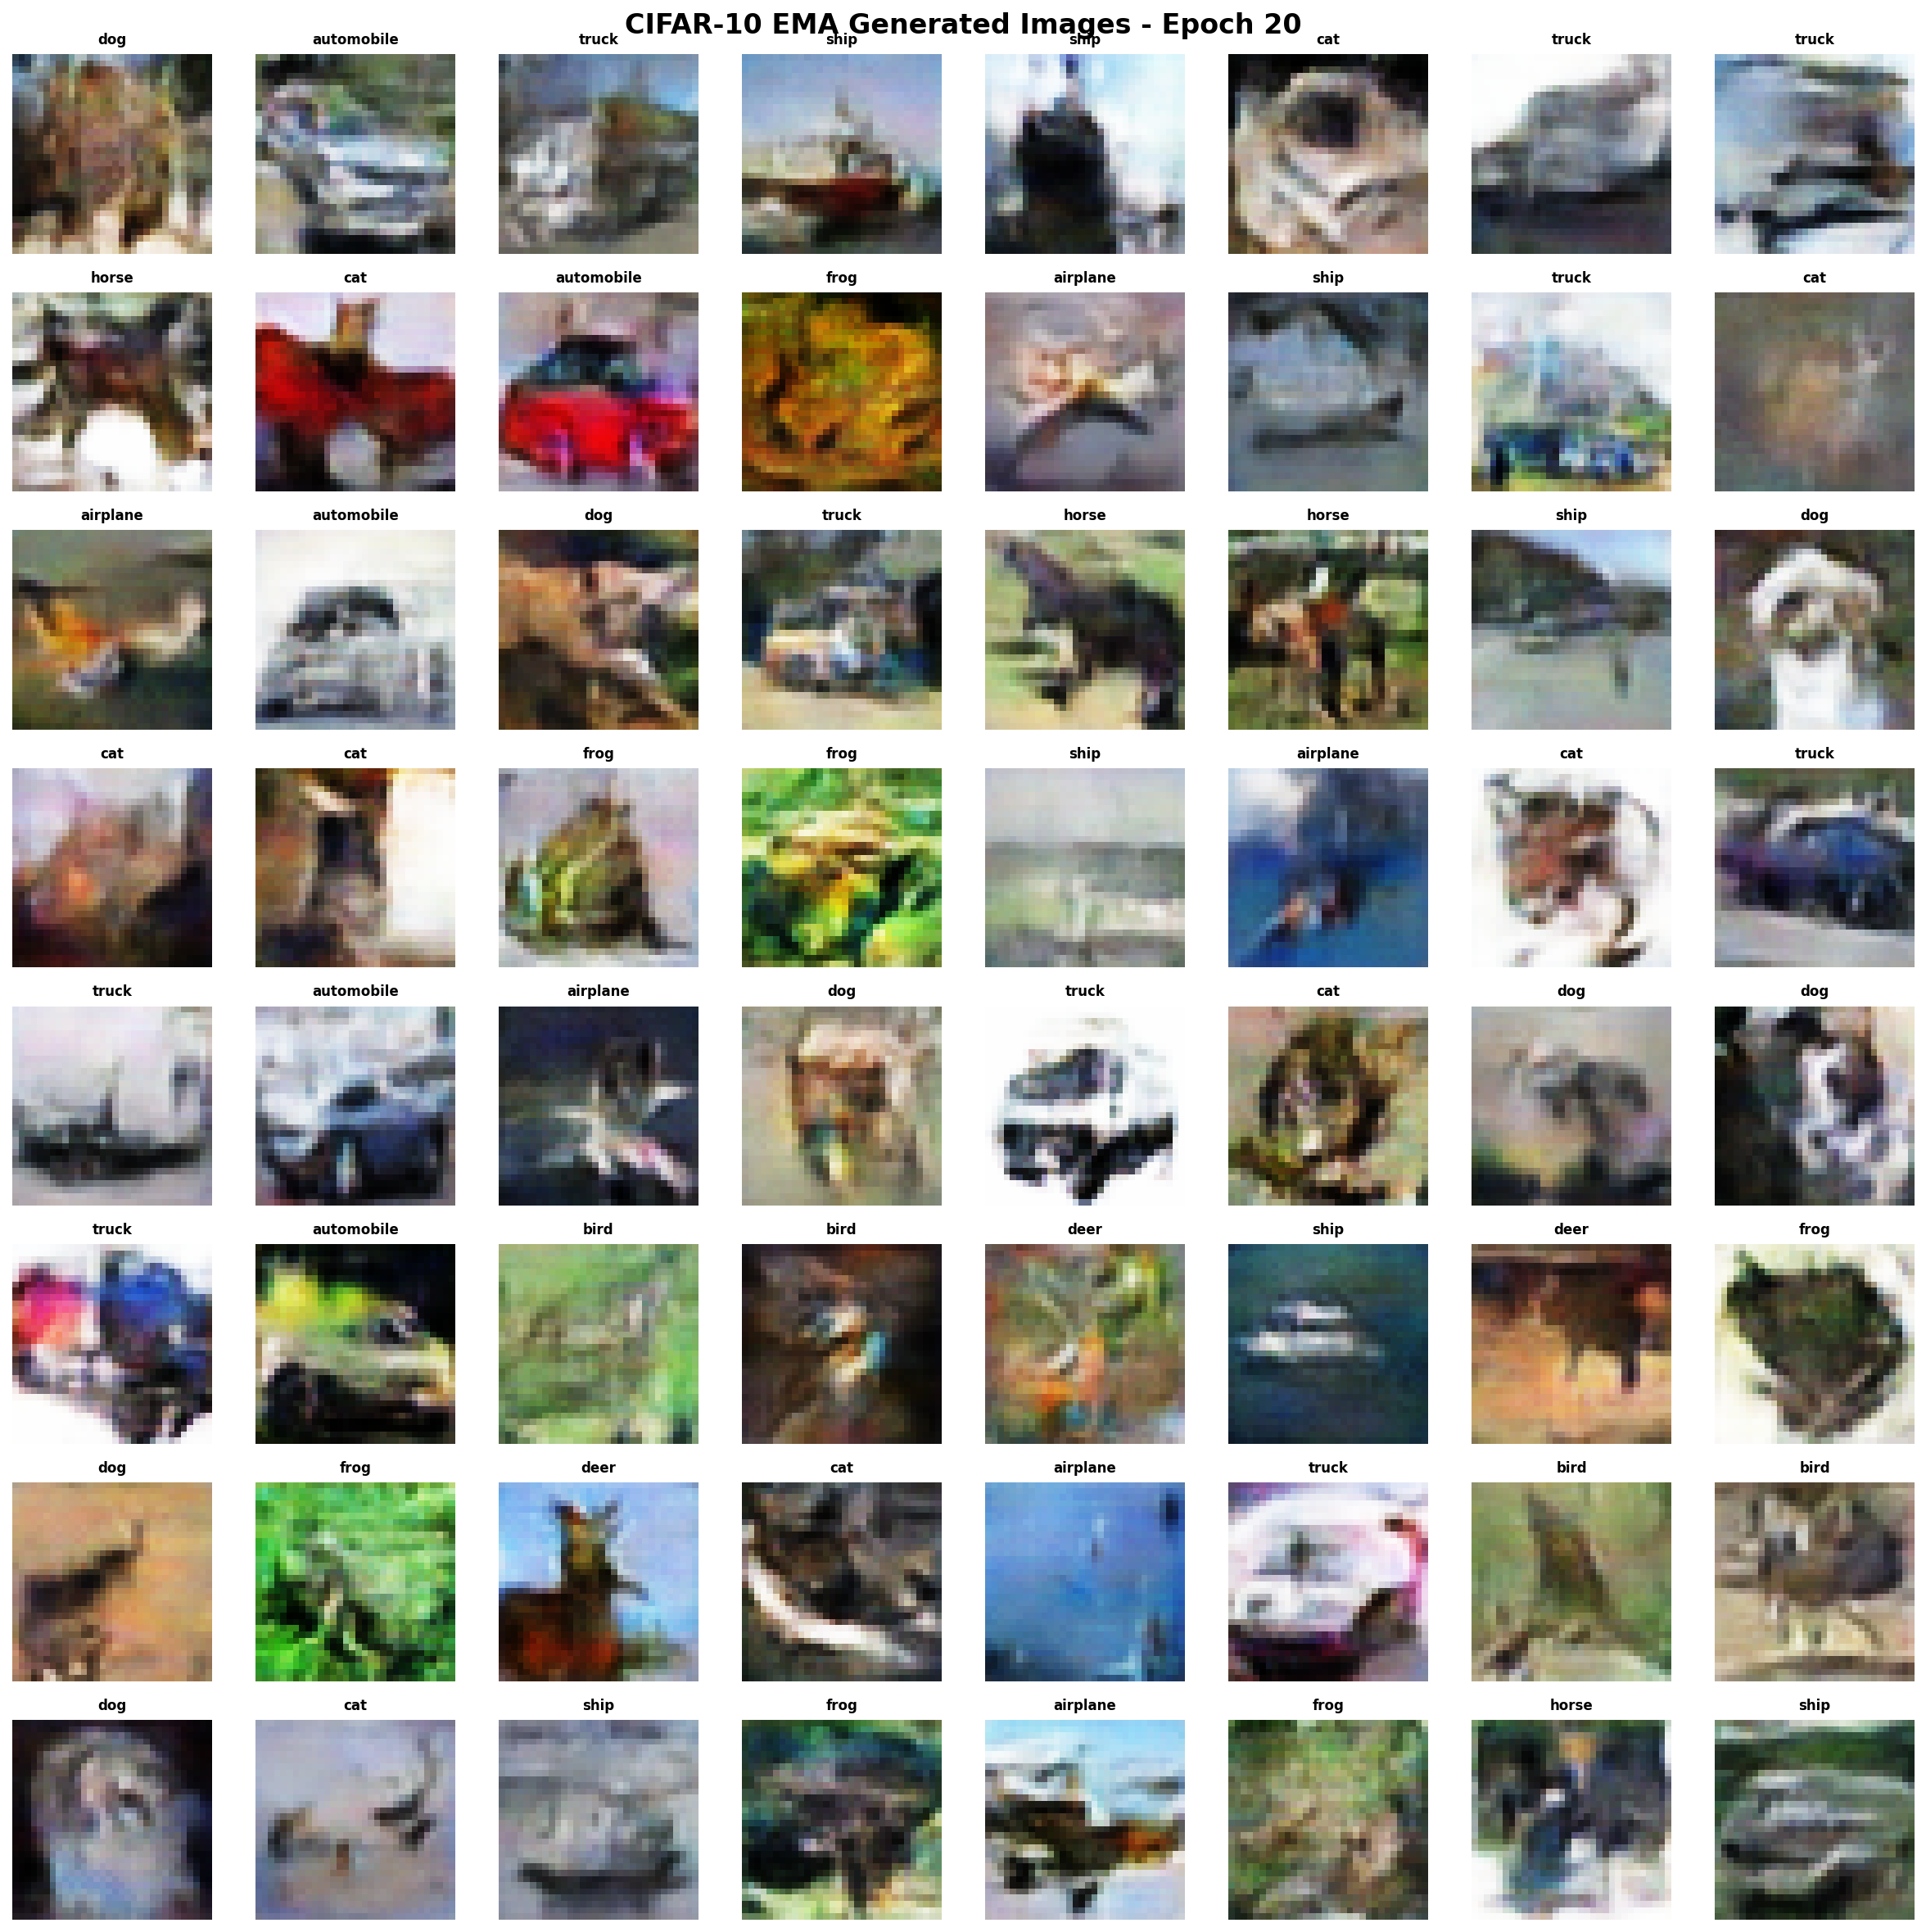 CIFAR-10 EMA Generated Images - Epoch 20
dog automobile truck ship ship cat truck truck
horse cat automobile frog airplane ship truck cat
airplane automobile dog truck horse horse ship dog
cat cat frog frog ship airplane cat truck
truck automobile airplane dog truck cat dog dog
truck automobile bird bird deer ship deer frog
dog frog deer cat airplane truck bird bird
dog cat ship frog airplane frog horse ship